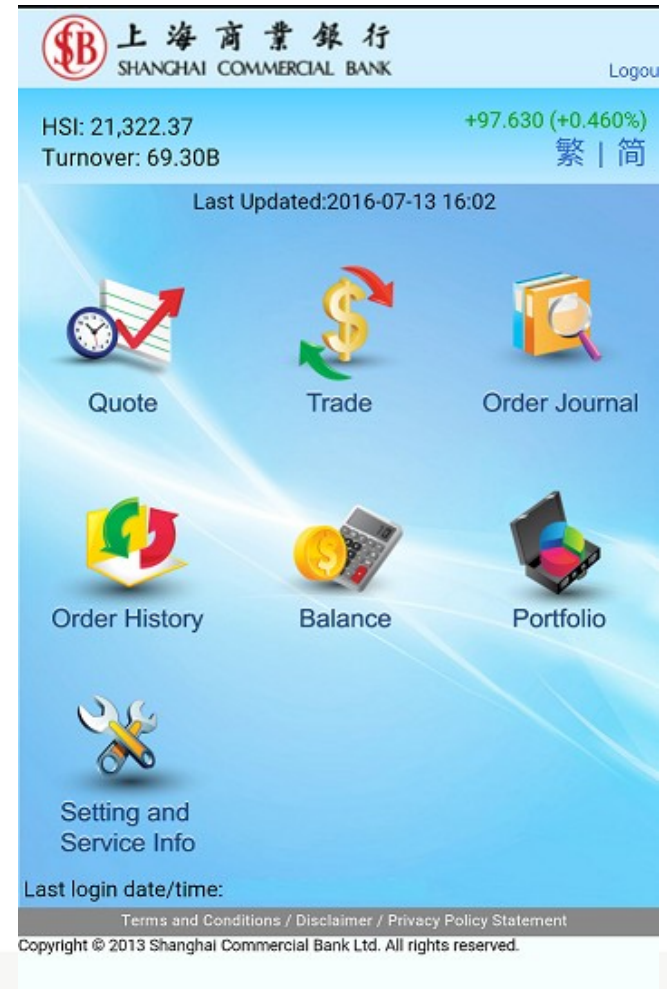 上海商業銀行
SHANGHAI COMMERCIAL BANK
Logou
HSI: 21,322.37
+97.630 (+0.460%)
Turnover: 69.30B
繁 | 简
Last Updated:2016-07-13 16:02
Quote
Trade
Order Journal
Order History
Balance
Portfolio
Setting and
Service Info
Last login date/time:
Terms and Conditions / Disclaimer / Privacy Policy Statement
Copyright © 2013 Shanghai Commercial Bank Ltd. All rights reserved.